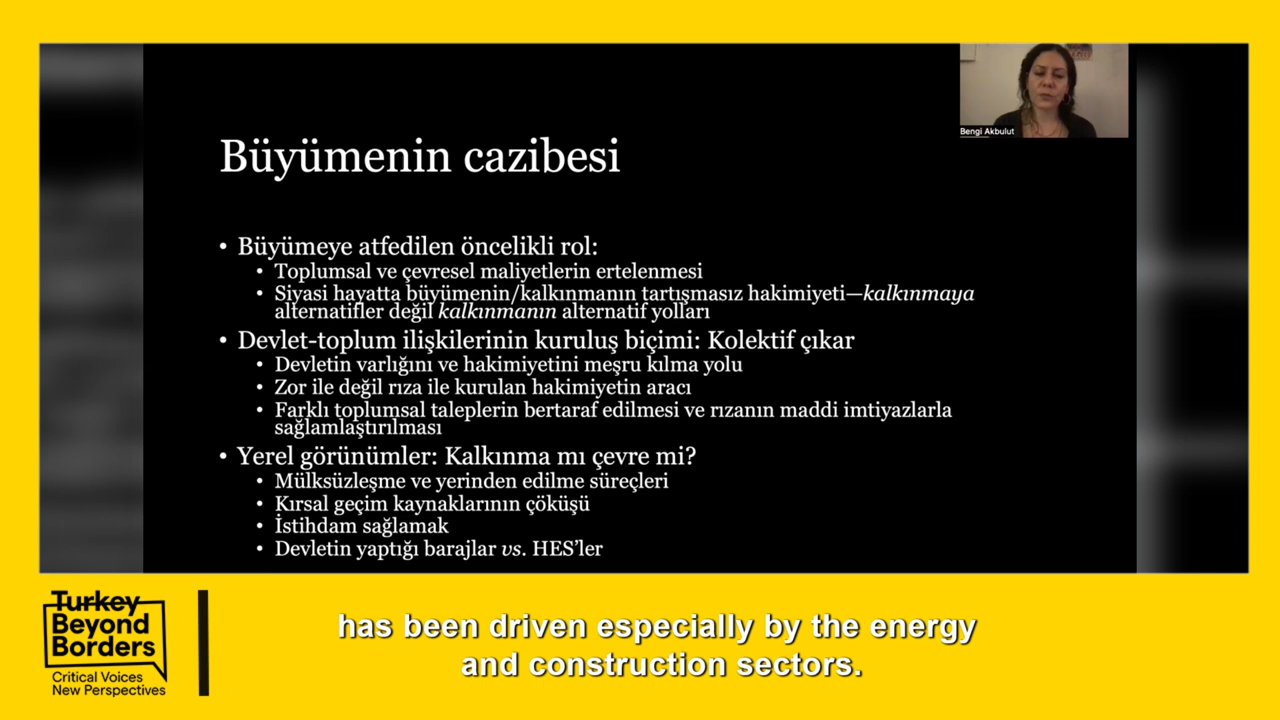 Bengi Akbulut
Büyümenin cazibesi
• Büyümeye atfedilen öncelikli rol:
• Toplumsal ve çevresel maliyetlerin ertelenmesi
• Siyasi hayatta büyümenin/kalkınmanın tartışmasız hakimiyeti—kalkınmaya
alternatifler değil kalkınmanın alternatif yolları
• Devlet-toplum ilişkilerinin kuruluş biçimi: Kolektif çıkar
• Devletin varlığını ve hakimiyetini meşru kılma yolu
• Zor ile değil rıza ile kurulan hakimiyetin aracı
• Farklı toplumsal taleplerin bertaraf edilmesi ve rızanın maddi imtiyazlarla
sağlamlaştırılması
• Yerel görünümler: Kalkınma mı çevre mi?
• Mülksüzleşme ve yerinden edilme süreçleri
• Kırsal geçim kaynaklarının çöküşü
• İstihdam sağlamak
• Devletin yaptığı barajlar vs. HES’ler
Turkey
Beyond
Borders
Critical Voices
New Perspectives
has been driven especially by the energy
and construction sectors.